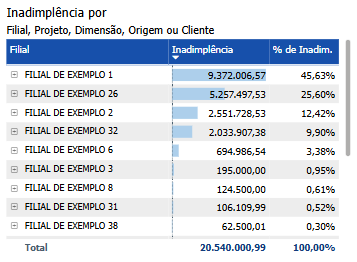 Inadimplência por
Filial, Projeto, Dimensão, Origem ou Cliente
Filial Inadimplência % de Inadim.
FILIAL DE EXEMPLO 1 9.372.006,57 45,63%
FILIAL DE EXEMPLO 26 5.257.497,53 25,60%
FILIAL DE EXEMPLO 2 2.551.728,53 12,42%
FILIAL DE EXEMPLO 32 2.033.907,38 9,90%
FILIAL DE EXEMPLO 6 694.986,54 3,38%
FILIAL DE EXEMPLO 3 195.000,00 0,95%
FILIAL DE EXEMPLO 8 124.500,00 0,61%
FILIAL DE EXEMPLO 31 106.109,99 0,52%
FILIAL DE EXEMPLO 38 62.500,01 0,30%
Total 20.540.000,99 100,00%